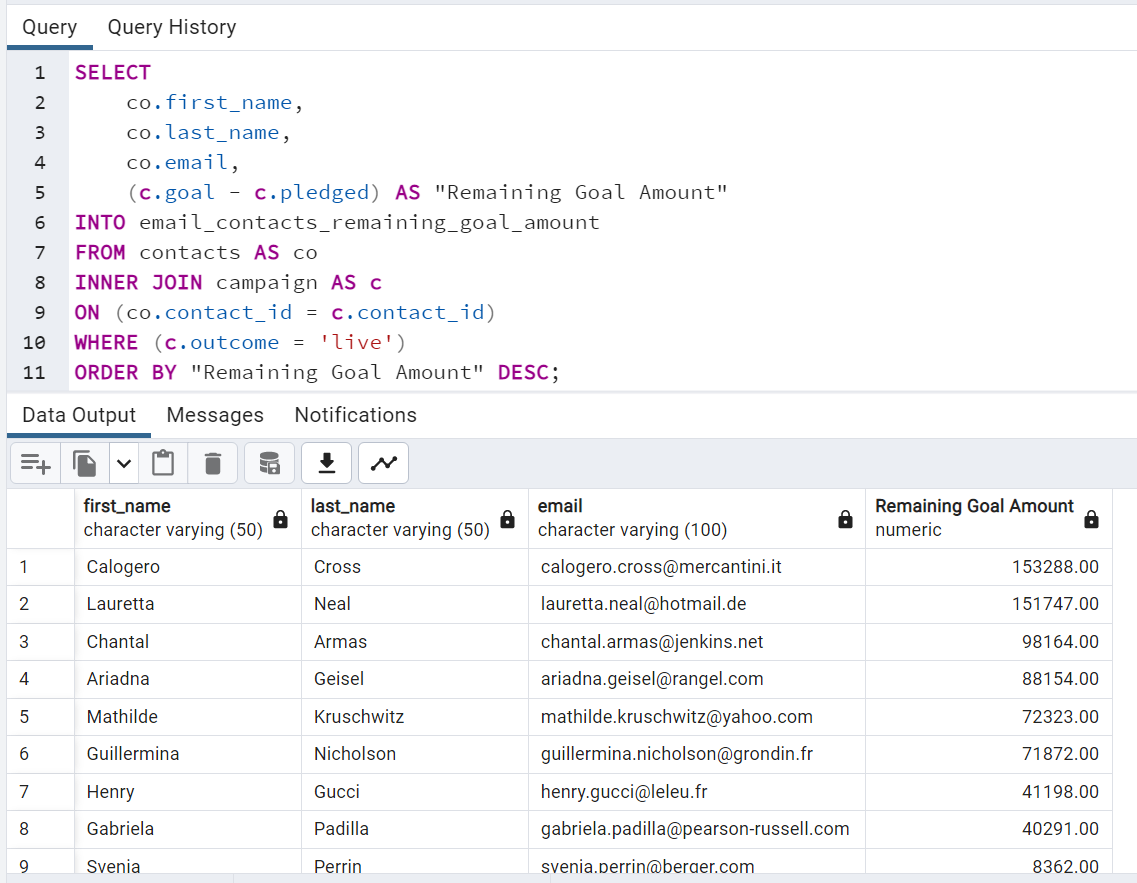 Query Query History
1 SELECT
2 co.first_name,
3 co.last_name,
4 co.email,
5 (c.goal - c.pledged) AS "Remaining Goal Amount"
6 INTO email_contacts_remaining_goal_amount
7 FROM contacts AS co
8 INNER JOIN campaign AS c
9 ON (co.contact_id = c.contact_id)
10 WHERE (c.outcome = 'live')
11 ORDER BY "Remaining Goal Amount" DESC;
Data Output Messages Notifications
first_name last_name email Remaining Goal Amount
character varying (50) character varying (50) character varying (100) numeric
1 Calogero Cross calogero.cross@mercantini.it 153288.00
2 Lauretta Neal lauretta.neal@hotmail.de 151747.00
3 Chantal Armas chantal.armas@jenkins.net 98164.00
4 Ariadna Geisel ariadna.geisel@rangel.com 88154.00
5 Mathilde Kruschwitz mathilde.kruschwitz@yahoo.com 72323.00
6 Guillermina Nicholson guillermina.nicholson@grondin.fr 71872.00
7 Henry Gucci henry.gucci@leleu.fr 41198.00
8 Gabriela Padilla gabriela.padilla@pearson-russell.com 40291.00
9 Svenja Perrin svenja.perrin@berger.com 8362.00